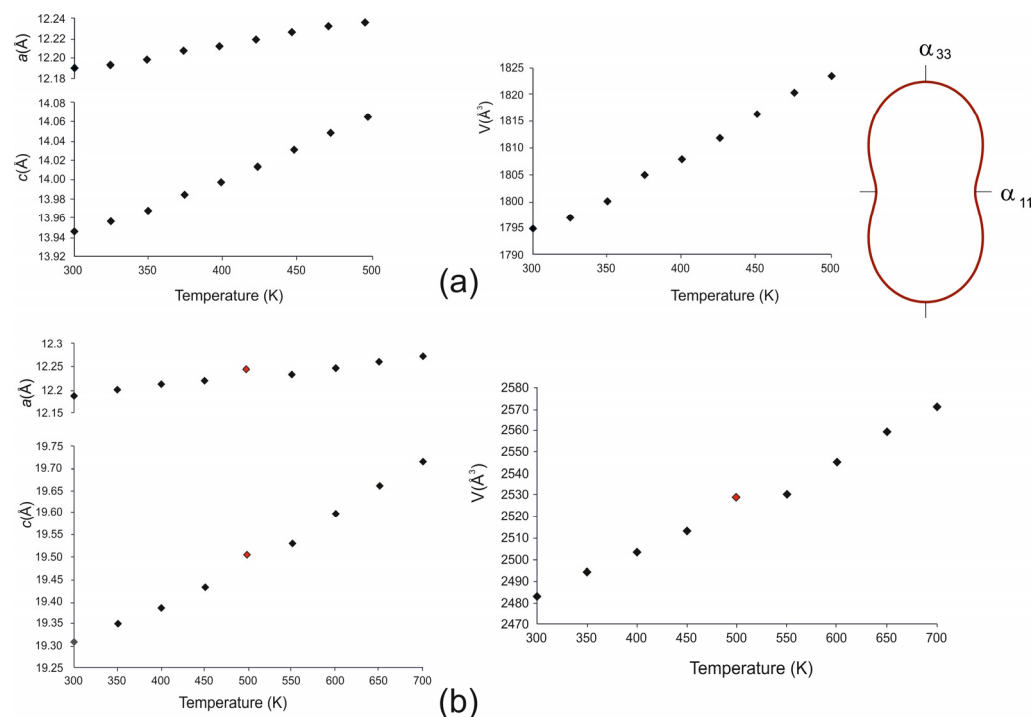 a(Å)
12.24
12.22
12.20
12.18
c(Å)
14.08
14.06
14.04
14.02
14.00
13.98
13.96
13.94
13.92
300 350 400 450 500
Temperature (K)
V(Å³)
1825
1820
1815
1810
1805
1800
1795
1790
300 350 400 450 500
Temperature (K)
α 33
α 11
(a)
a(Å)
12.3
12.25
12.2
12.15
c(Å)
19.75
19.70
19.65
19.60
19.55
19.50
19.45
19.40
19.35
19.30
19.25
300 350 400 450 500 550 600 650 700
Temperature (K)
V(Å³)
2580
2570
2560
2550
2540
2530
2520
2510
2500
2490
2480
2470
300 350 400 450 500 550 600 650 700
Temperature (K)
(b)